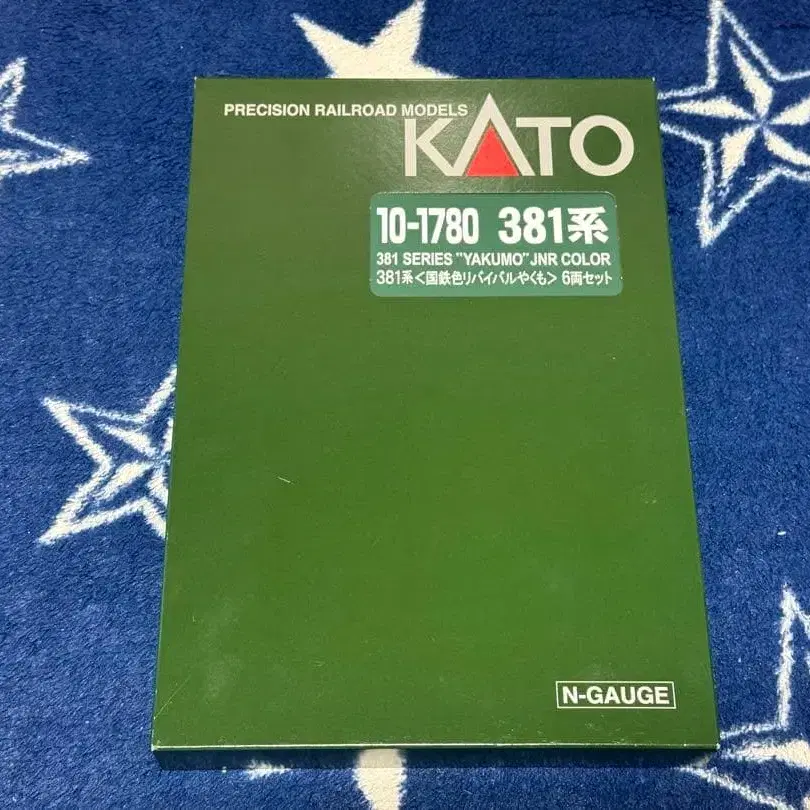 PRECISION RAILROAD MODELS
KATO
10-1780 381系
381 SERIES "YAKUMO" JNR COLOR
381系<国鉄色リバイバルやくも> 6両セット
N-GAUGE